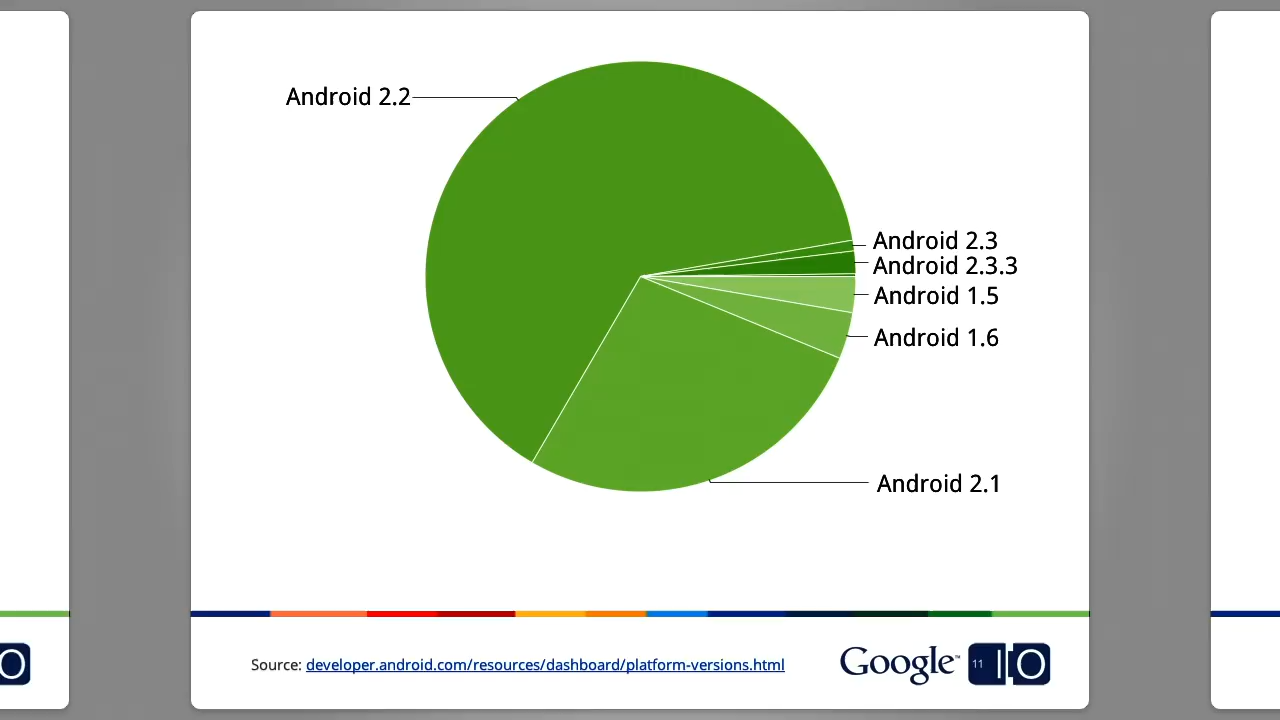 Android 2.2
Android 2.3
Android 2.3.3
Android 1.5
Android 1.6
Android 2.1
Source: developer.android.com/resources/dashboard/platform-versions.html
Google™ 11 IO
O